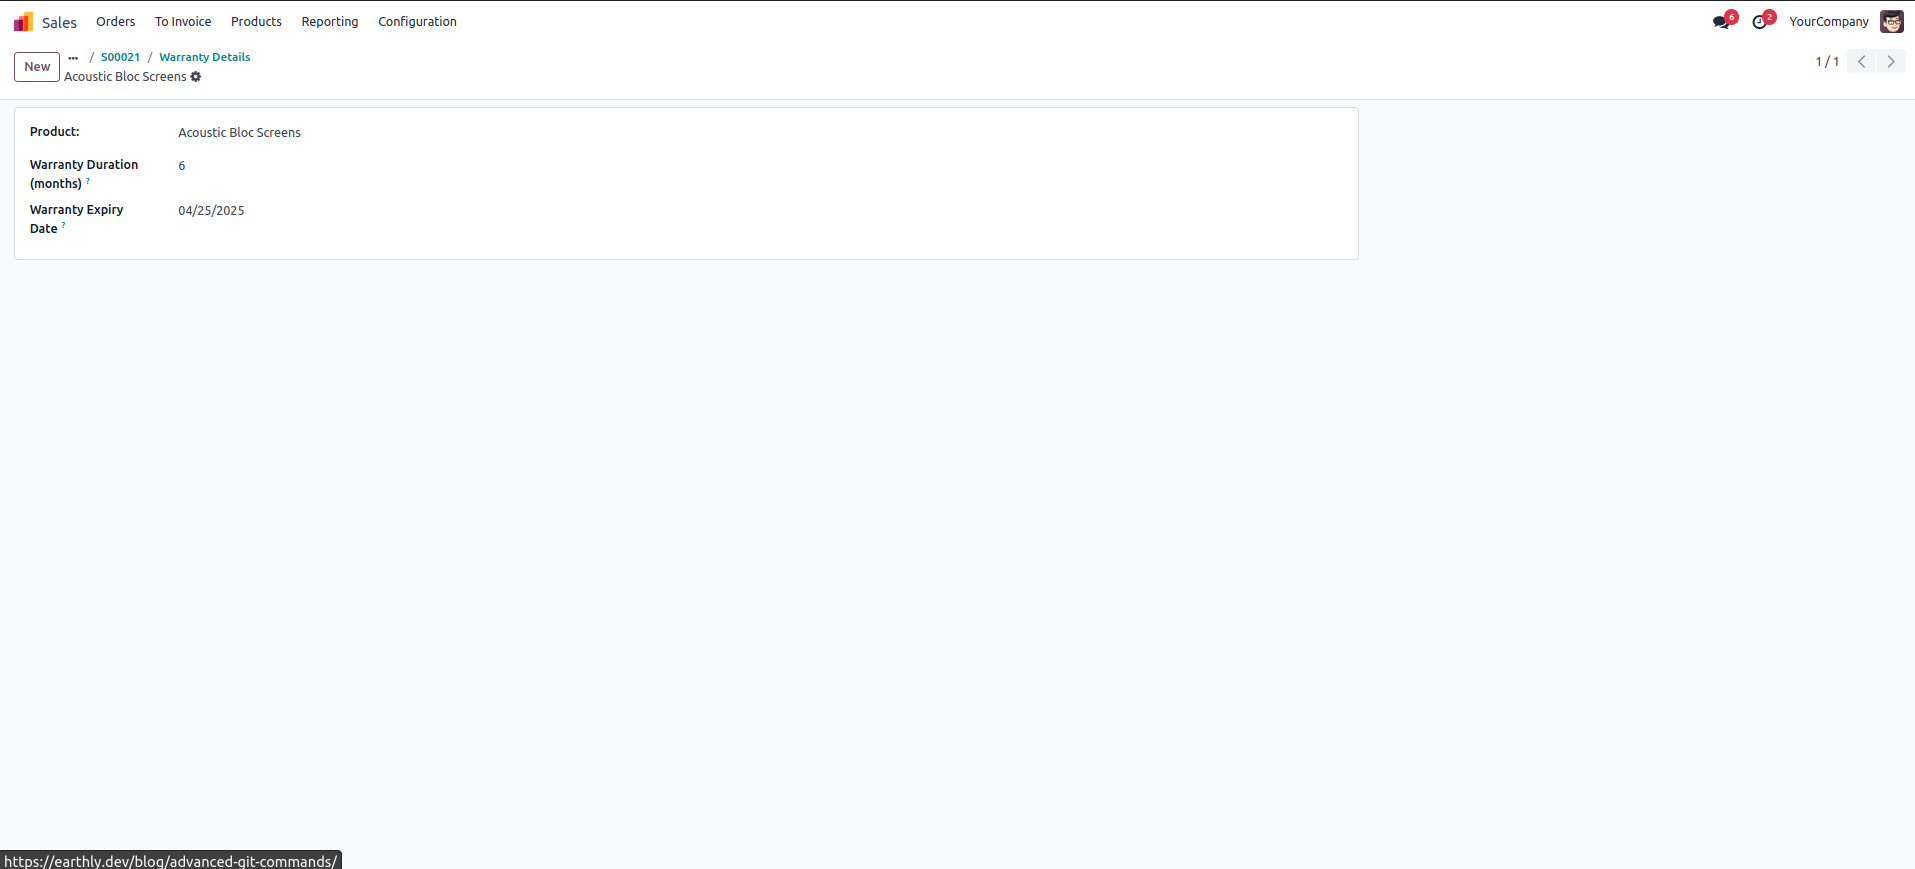 Sales Orders To Invoice Products Reporting Configuration 6 2 YourCompany
New ... / S00021 / Warranty Details
Acoustic Bloc Screens
1 / 1
Product: Acoustic Bloc Screens
Warranty Duration (months) ? 6
Warranty Expiry Date ? 04/25/2025
https://earthly.dev/blog/advanced-git-commands/